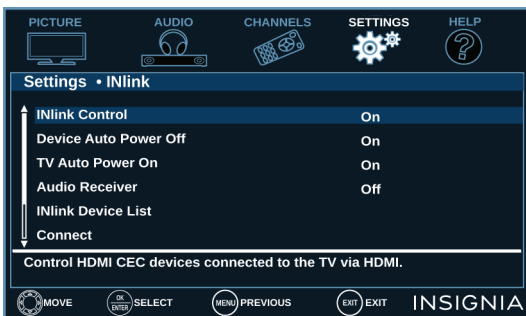 PICTURE AUDIO CHANNELS SETTINGS HELP
Settings • INlink
INlink Control On
Device Auto Power Off On
TV Auto Power On On
Audio Receiver Off
INlink Device List
Connect
Control HDMI CEC devices connected to the TV via HDMI.
MOVE OK ENTER SELECT MENU PREVIOUS EXIT EXIT INSIGNIA